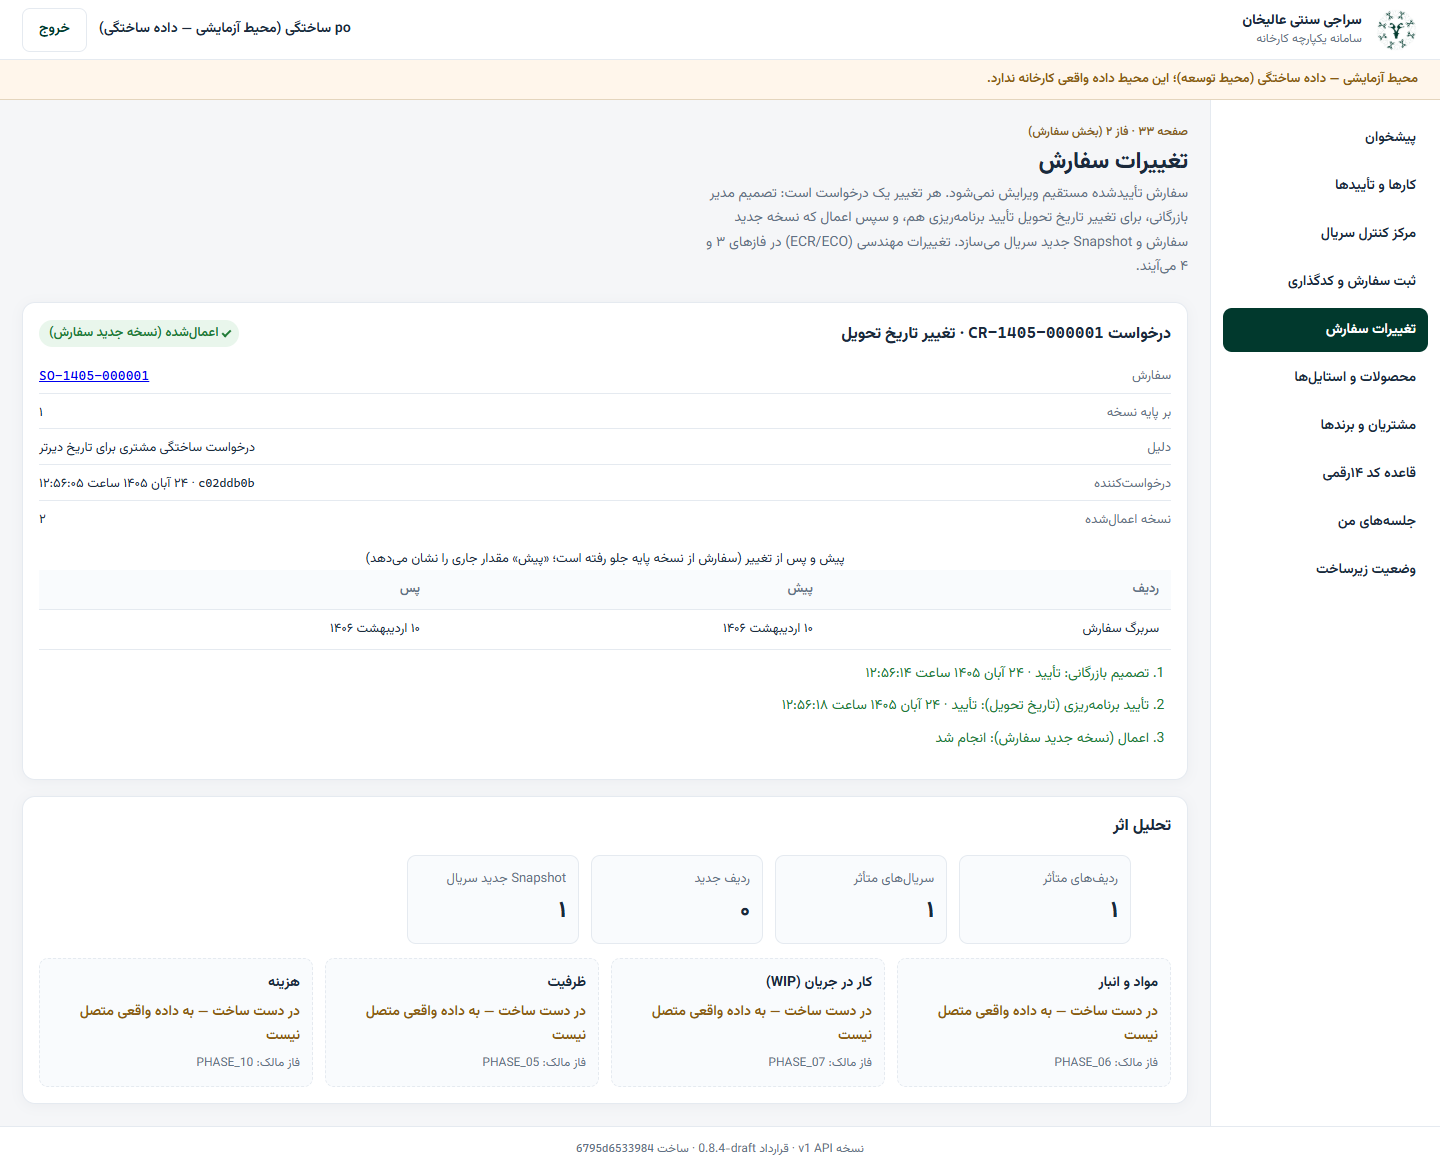 سراجی سنتی عالیخان
سامانه یکپارچه کارخانه
po ساختگی (محیط آزمایشی — داده ساختگی)
خروج
محیط آزمایشی — داده ساختگی (محیط توسعه)؛ این محیط داده واقعی کارخانه ندارد.
پیشخوان
کارها و تأییدها
مرکز کنترل سریال
ثبت سفارش و کدگذاری
تغییرات سفارش
محصولات و استایل‌ها
مشتریان و برندها
قاعده کد ۱۴رقمی
جلسه‌های من
وضعیت زیرساخت
صفحه ۳۳ · فاز ۲ (بخش سفارش)
تغییرات سفارش
سفارش تأییدشده مستقیم ویرایش نمی‌شود. هر تغییر یک درخواست است: تصمیم مدیر
بازرگانی، برای تغییر تاریخ تحویل تأیید برنامه‌ریزی هم، و سپس اعمال که نسخه جدید
سفارش و Snapshot جدید سریال می‌سازد. تغییرات مهندسی (ECR/ECO) در فازهای ۳ و
۴ می‌آیند.
درخواست CR-1405-000001 · تغییر تاریخ تحویل
✔ اعمال‌شده (نسخه جدید سفارش)
سفارش SO-1405-000001
بر پایه نسخه ۱
دلیل درخواست ساختگی مشتری برای تاریخ دیرتر
درخواست‌کننده c02ddb0b · ۲۴ آبان ۱۴۰۵ ساعت ۱۲:۵۶:۰۵
نسخه اعمال‌شده ۲
پیش و پس از تغییر (سفارش از نسخه پایه جلو رفته است؛ «پیش» مقدار جاری را نشان می‌دهد)
ردیف پیش پس
سربرگ سفارش ۱۰ اردیبهشت ۱۴۰۶ ۱۰ اردیبهشت ۱۴۰۶
1. تصمیم بازرگانی: تأیید · ۲۴ آبان ۱۴۰۵ ساعت ۱۲:۵۶:۱۴
2. تأیید برنامه‌ریزی (تاریخ تحویل): تأیید · ۲۴ آبان ۱۴۰۵ ساعت ۱۲:۵۶:۱۸
3. اعمال (نسخه جدید سفارش): انجام شد
تحلیل اثر
ردیف‌های متأثر
۱
سریال‌های متأثر
۱
ردیف جدید
۰
Snapshot جدید سریال
۱
مواد و انبار
در دست ساخت — به داده واقعی متصل
نیست
فاز مالک: PHASE_06
کار در جریان (WIP)
در دست ساخت — به داده واقعی متصل
نیست
فاز مالک: PHASE_07
ظرفیت
در دست ساخت — به داده واقعی متصل
نیست
فاز مالک: PHASE_05
هزینه
در دست ساخت — به داده واقعی متصل
نیست
فاز مالک: PHASE_10
نسخه v1 API · قرارداد 0.8.4-draft · ساخت 6795d6533984